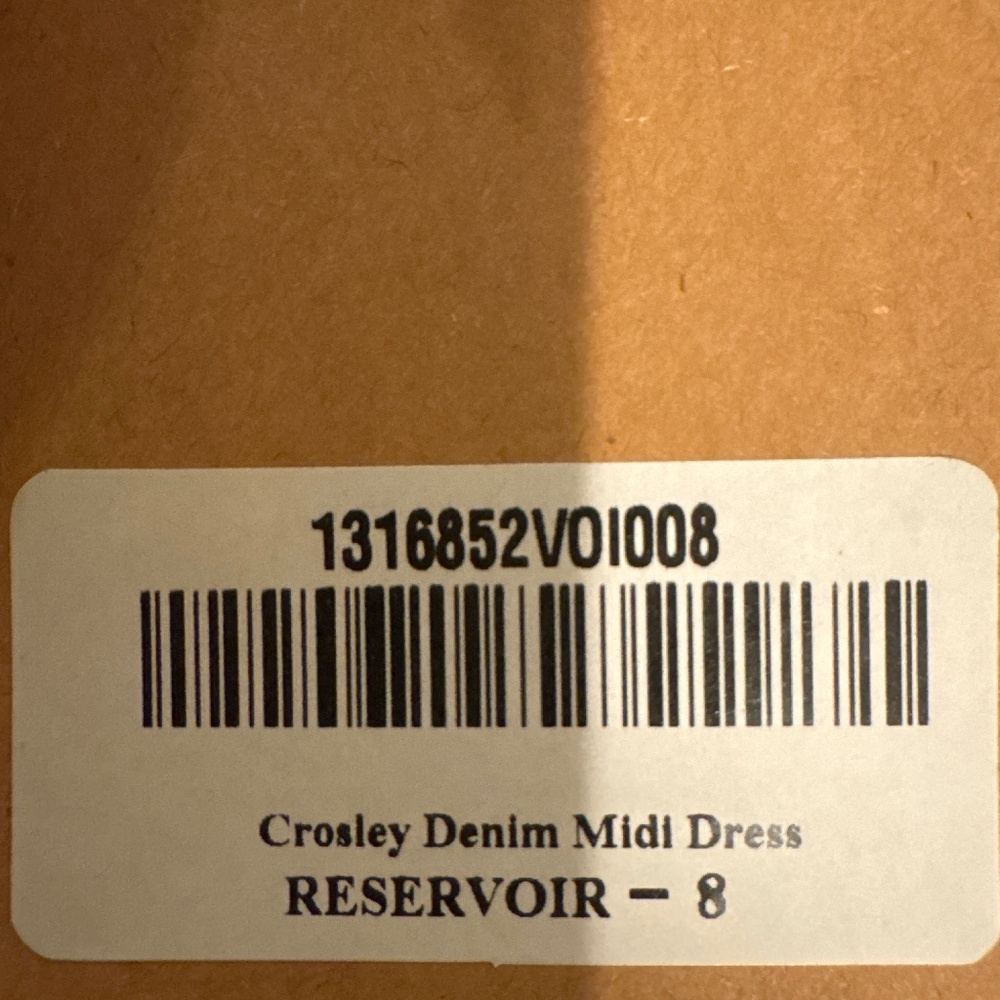 1316852VOI008
Crosley Denim Midi Dress
RESERVOIR - 8